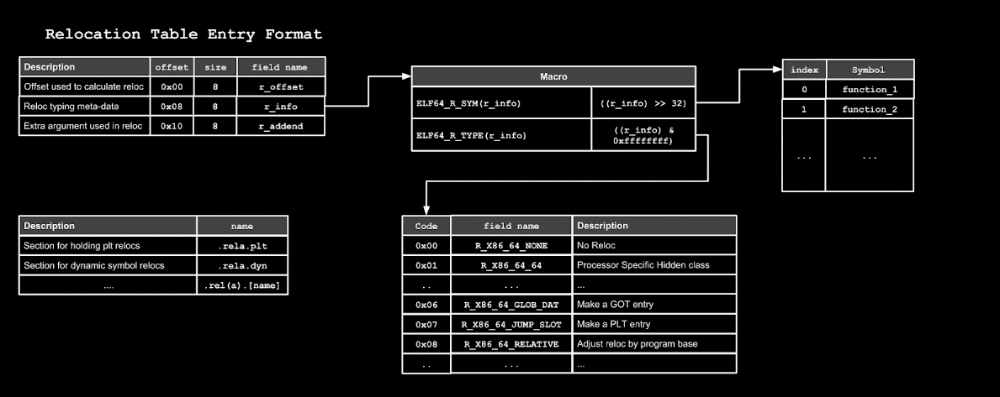 Relocation Table Entry Format
Description offset size field name
Offset used to calculate reloc 0x00 8 r_offset
Reloc typing meta-data 0x08 8 r_info
Extra argument used in reloc 0x10 8 r_addend
Macro
ELF64_R_SYM(r_info) ((r_info) >> 32)
ELF64_R_TYPE(r_info) ((r_info) &
0xffffffff)
index Symbol
0 function_1
1 function_2
... ...
Description name
Section for holding plt relocs .rela.plt
Section for dynamic symbol relocs .rela.dyn
.... .rel(a).[name]
Code field name Description
0x00 R_X86_64_NONE No Reloc
0x01 R_X86_64_64 Processor Specific Hidden class
.. ... ...
0x06 R_X86_64_GLOB_DAT Make a GOT entry
0x07 R_X86_64_JUMP_SLOT Make a PLT entry
0x08 R_X86_64_RELATIVE Adjust reloc by program base
.. ... ...